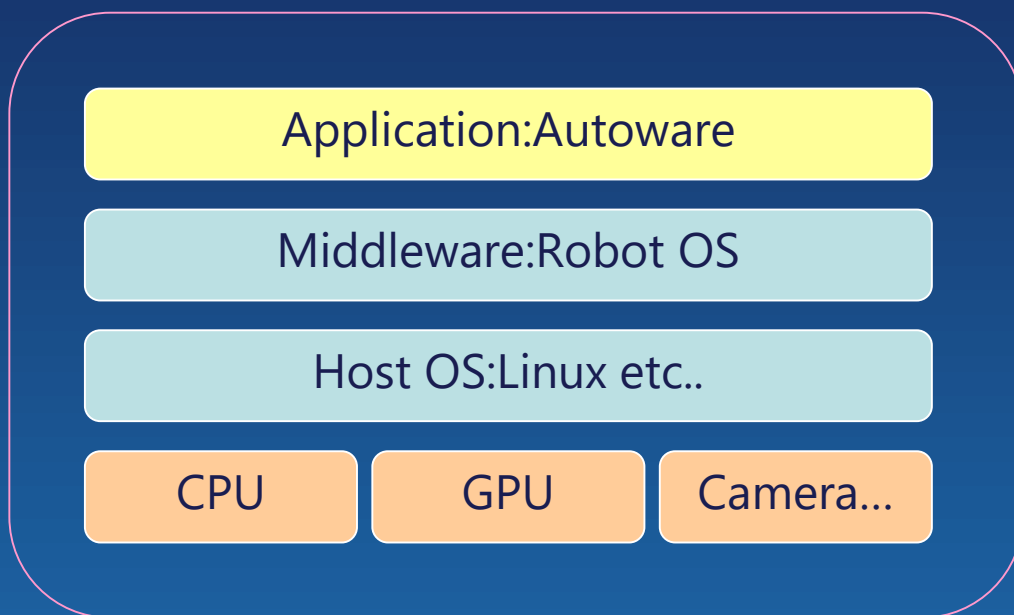 Application:Autoware
Middleware:Robot OS
Host OS:Linux etc..
CPU GPU Camera…